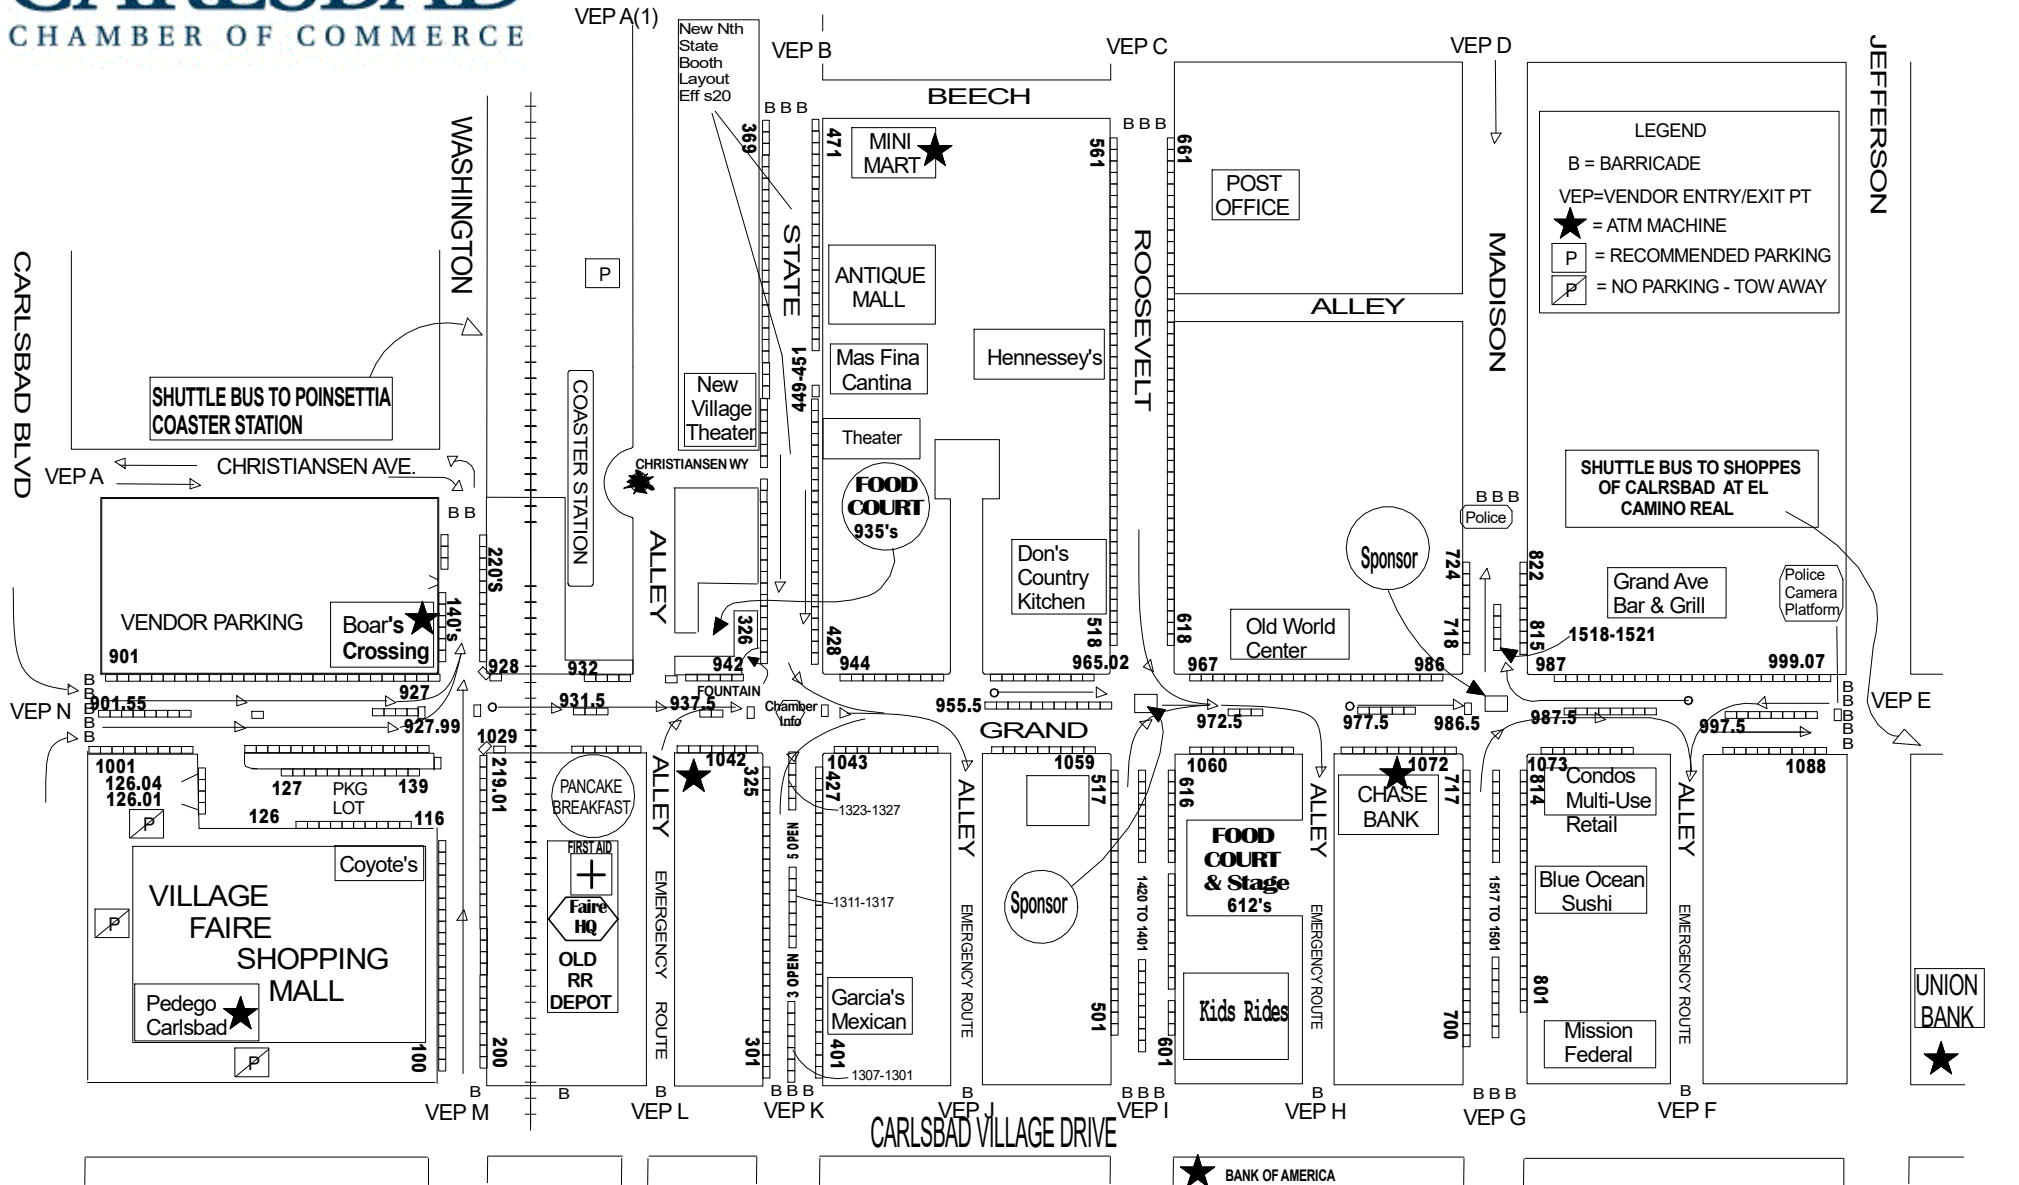 CARLSBAD
CHAMBER OF COMMERCE
VEP A(1)
New Nth
State
Booth
Layout
Eff s20
VEP B
VEP C
VEP D
JEFFERSON
BEECH
B B B
B B B
WASHINGTON
369
471
MINI
MART
561
661
POST
OFFICE
LEGEND
B = BARRICADE
VEP=VENDOR ENTRY/EXIT PT
= ATM MACHINE
P = RECOMMENDED PARKING
P = NO PARKING - TOW AWAY
CARLSBAD BLVD
P
STATE
ANTIQUE
MALL
ROOSEVELT
ALLEY
MADISON
SHUTTLE BUS TO POINSETTIA
COASTER STATION
COASTER STATION
New
Village
Theater
449-451
Mas Fina
Cantina
Hennessey's
Theater
VEP A
CHRISTIANSEN AVE.
CHRISTIANSEN WY
FOOD
COURT
935's
SHUTTLE BUS TO SHOPPES
OF CALRSBAD AT EL
CAMINO REAL
B B
B B B
Police
220'S
ALLEY
Don's
Country
Kitchen
Sponsor
724
822
Grand Ave
Bar & Grill
Police
Camera
Platform
VENDOR PARKING
Boar's
Crossing
140's
326
428
518
618
Old World
Center
718
815
1518-1521
901
928
932
942
944
965.02
967
986
987
999.07
B
B
B
B
B
901.55
927
927.99
931.5
937.5
FOUNTAIN
Chamber
Info
955.5
GRAND
972.5
977.5
986.5
987.5
997.5
B
B
B
B
B
VEP N
VEP E
1001
126.04
126.01
P
127
139
PKG
LOT
126
116
1029
219.01
PANCAKE
BREAKFAST
ALLEY
1042
325
1043
427
1323-1327
5 OPEN
ALLEY
1059
517
1060
616
ALLEY
1072
CHASE
BANK
717
1073
814
Condos
Multi-Use
Retail
ALLEY
1088
Coyote's
VILLAGE
FAIRE
SHOPPING
MALL
P
Pedego
Carlsbad
P
100
200
FIRST AID
Faire
HQ
OLD
RR
DEPOT
EMERGENCY ROUTE
301
1311-1317
3 OPEN
Garcia's
Mexican
401
1307-1301
EMERGENCY ROUTE
Sponsor
501
1420 TO 1401
FOOD
COURT
& Stage
612's
Kids Rides
601
EMERGENCY ROUTE
700
1517 TO 1501
Blue Ocean
Sushi
801
Mission
Federal
EMERGENCY ROUTE
UNION
BANK
B
B
B
B B B
B
B B B
B
B B B
B
VEP M
VEP L
VEP K
VEP J
VEP I
VEP H
VEP G
VEP F
CARLSBAD VILLAGE DRIVE
BANK OF AMERICA